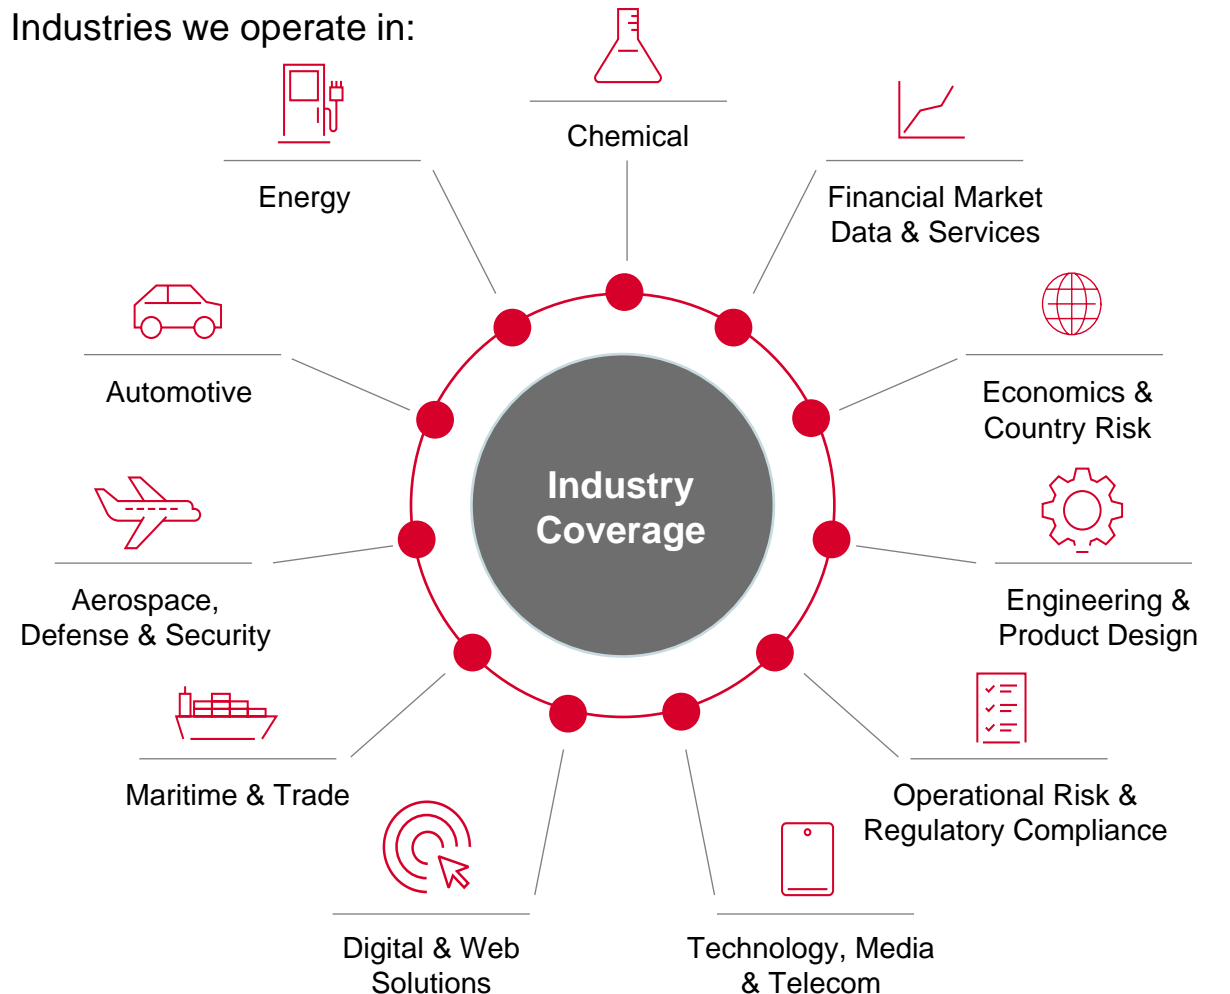 Industries we operate in:
Chemical
Energy
Financial Market
Data & Services
Automotive
Economics &
Country Risk
Industry
Coverage
Aerospace,
Defense & Security
Engineering &
Product Design
Maritime & Trade
Operational Risk &
Regulatory Compliance
Digital & Web
Solutions
Technology, Media
& Telecom